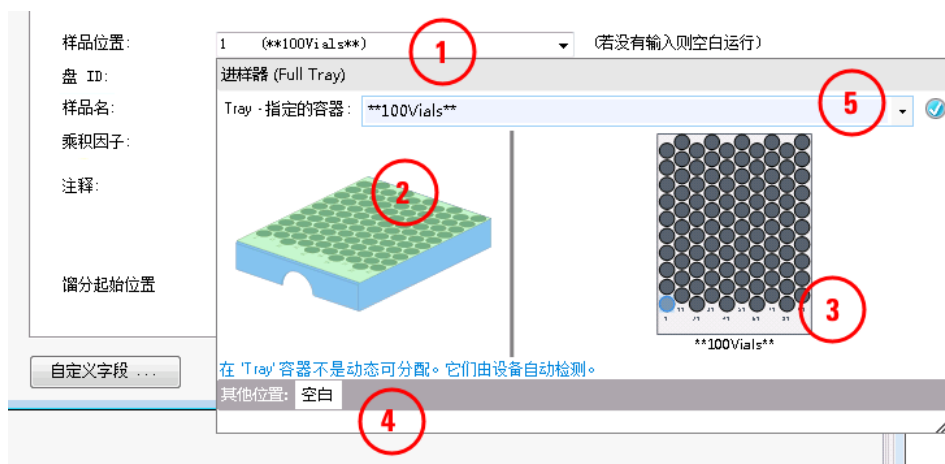 样品位置:
1 (**100Vials**)
(若没有输入则空白运行)
1
盘 ID:
进样器 (Full Tray)
样品名:
Tray - 指定的容器:
**100Vials**
5
乘积因子:
注释:
2
馏分起始位置
3
**100Vials**
自定义字段 ...
在 'Tray' 容器不是动态可分配。它们由设备自动检测。
其他位置: 空白
4